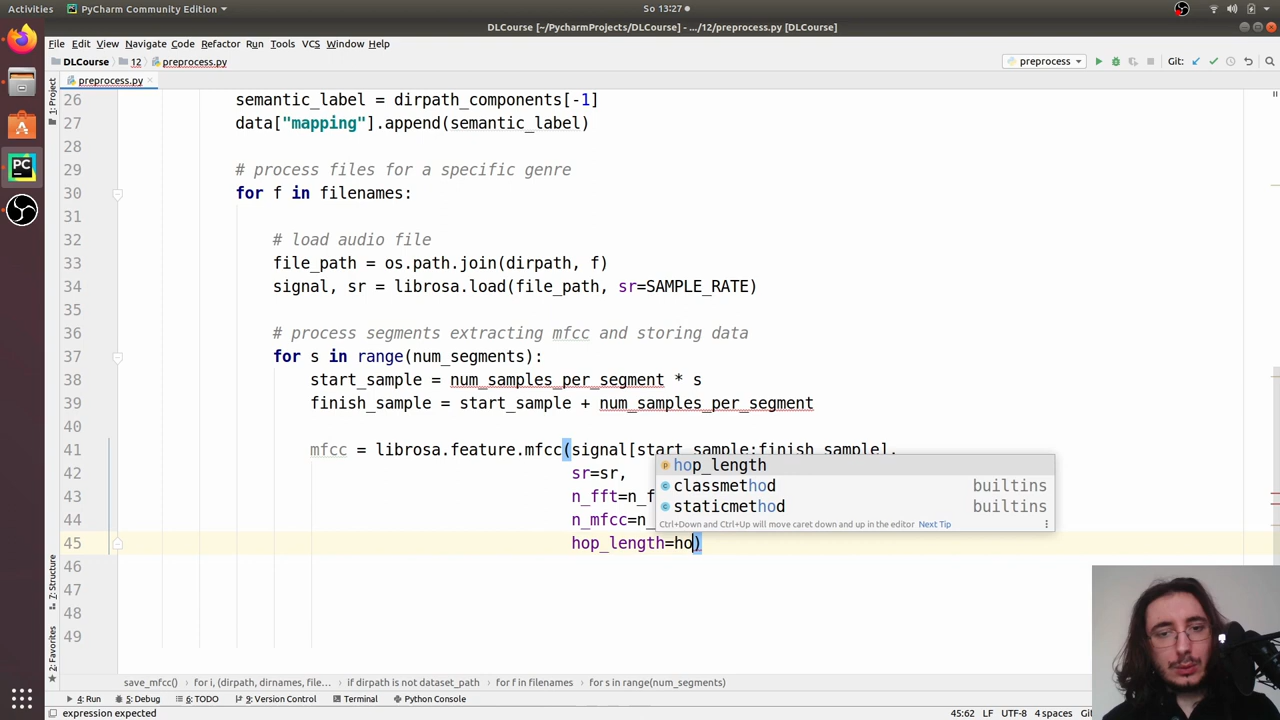 Activities PyCharm Community Edition So 13:27
DLCourse [~/PycharmProjects/DLCourse] - .../12/preprocess.py [DLCourse]
File Edit View Navigate Code Refactor Run Tools VCS Window Help
DLCourse 12 preprocess.py preprocess Git:
preprocess.py
1: Project
26 semantic_label = dirpath_components[-1]
27 data["mapping"].append(semantic_label)
28
29 # process files for a specific genre
30 for f in filenames:
31
32 # load audio file
33 file_path = os.path.join(dirpath, f)
34 signal, sr = librosa.load(file_path, sr=SAMPLE_RATE)
35
36 # process segments extracting mfcc and storing data
37 for s in range(num_segments):
38 start_sample = num_samples_per_segment * s
39 finish_sample = start_sample + num_samples_per_segment
40
41 mfcc = librosa.feature.mfcc(signal[start_sample:finish_sample],
42 sr=sr,
43 n_fft=n_f
44 n_mfcc=n_
45 hop_length=ho)
46
47
48
49
hop_length
classmethod builtins
staticmethod builtins
Ctrl+Down and Ctrl+Up will move caret down and up in the editor Next Tip
7: Structure
2: Favorites
save_mfcc() for i, (dirpath, dirnames, file... if dirpath is not dataset_path for f in filenames for s in range(num_segments)
4: Run 5: Debug 6: TODO 9: Version Control Terminal Python Console
expression expected 45:62 LF UTF-8 4 spaces Git